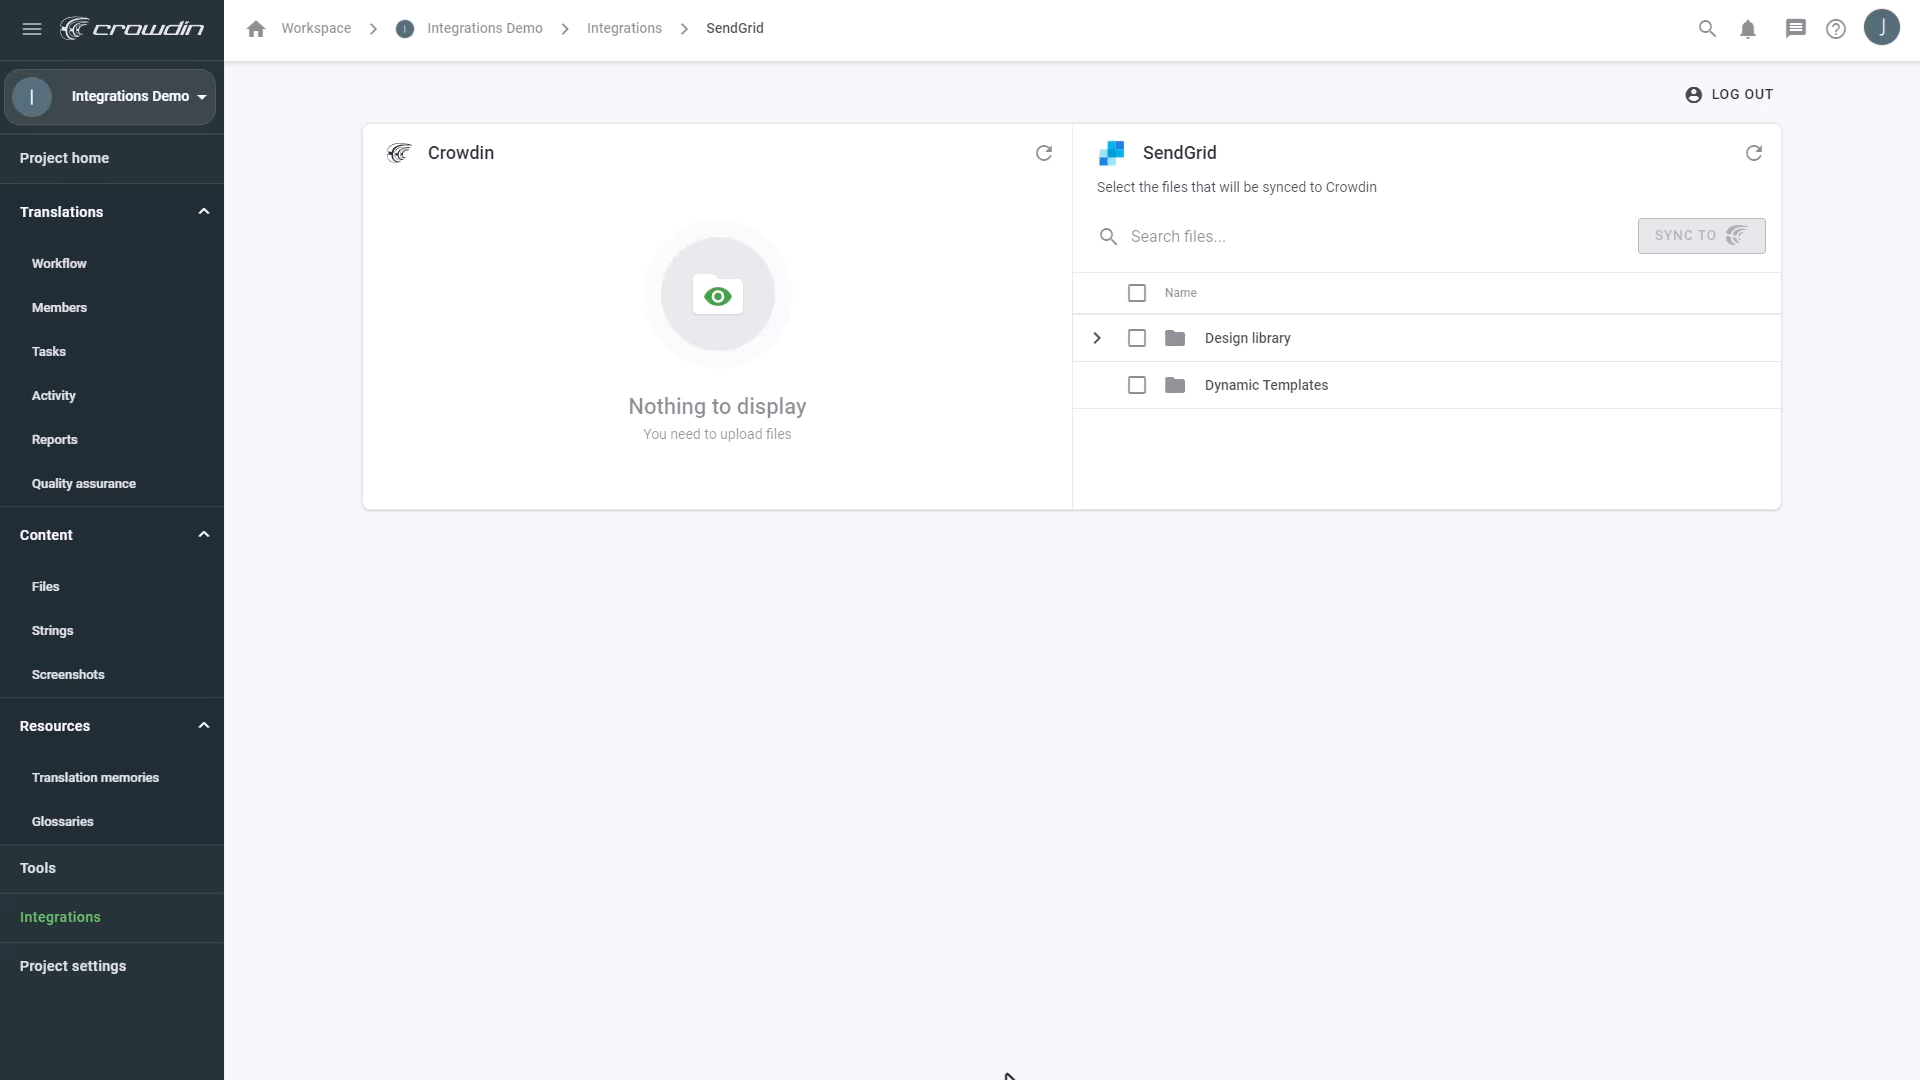 crowdin
Workspace
I
Integrations Demo
Integrations
SendGrid
J
I
Integrations Demo
Project home
Translations
Workflow
Members
Tasks
Activity
Reports
Quality assurance
Content
Files
Strings
Screenshots
Resources
Translation memories
Glossaries
Tools
Integrations
Project settings
LOG OUT
Crowdin
Nothing to display
You need to upload files
SendGrid
Select the files that will be synced to Crowdin
Search files...
SYNC TO
Name
Design library
Dynamic Templates